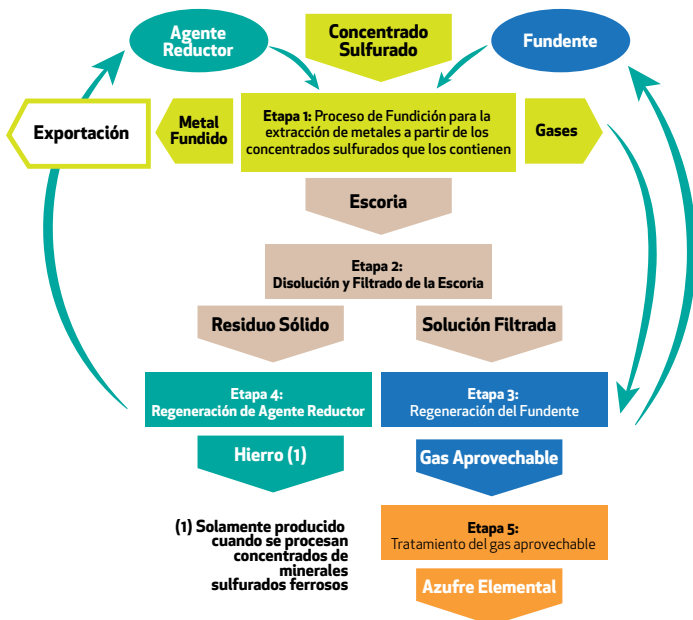 Agente
Reductor
Concentrado
Sulfurado
Fundente
Exportación
Metal
Fundido
Etapa 1: Proceso de Fundición para la
extracción de metales a partir de los
concentrados sulfurados que los contienen
Gases
Escoria
Etapa 2:
Disolución y Filtrado de la Escoria
Residuo Sólido
Solución Filtrada
Etapa 4:
Regeneración de Agente Reductor
Etapa 3:
Regeneración del Fundente
Hierro (1)
Gas Aprovechable
(1) Solamente producido
cuando se procesan
concentrados de
minerales
sulfurados ferrosos
Etapa 5:
Tratamiento del gas aprovechable
Azufre Elemental